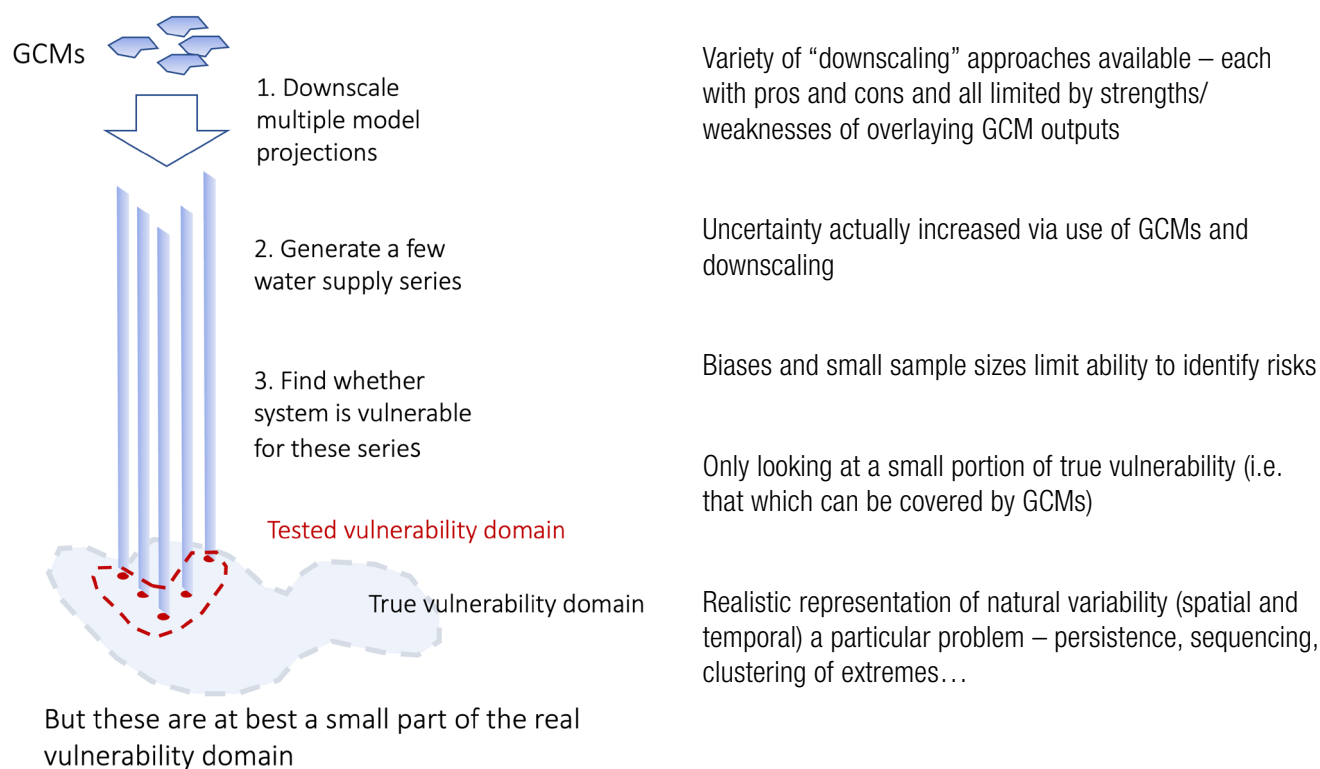 GCMs
1. Downscale
multiple model
projections
2. Generate a few
water supply series
3. Find whether
system is vulnerable
for these series
Tested vulnerability domain
True vulnerability domain
But these are at best a small part of the real
vulnerability domain
Variety of “downscaling” approaches available – each
with pros and cons and all limited by strengths/
weaknesses of overlaying GCM outputs
Uncertainty actually increased via use of GCMs and
downscaling
Biases and small sample sizes limit ability to identify risks
Only looking at a small portion of true vulnerability (i.e.
that which can be covered by GCMs)
Realistic representation of natural variability (spatial and
temporal) a particular problem – persistence, sequencing,
clustering of extremes…